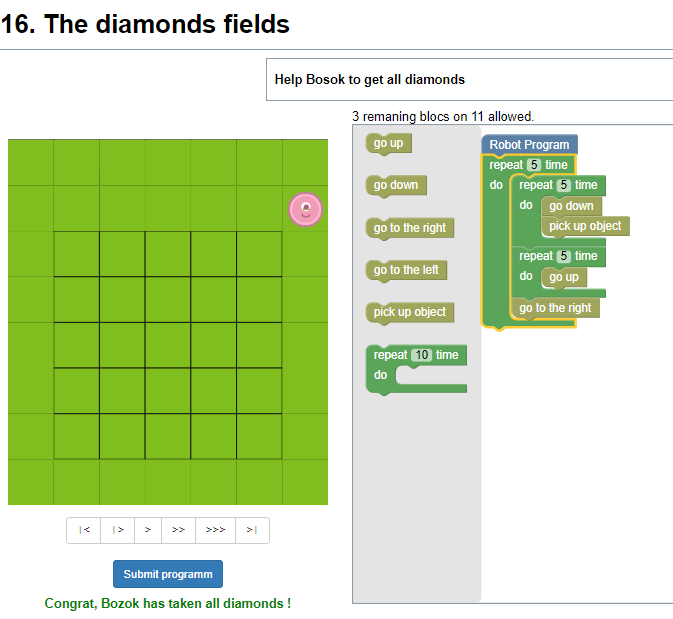 16. The diamonds fields
Help Bosok to get all diamonds
3 remaning blocs on 11 allowed.
go up
go down
go to the right
go to the left
pick up object
repeat 10 time
do
Robot Program
repeat 5 time
do
repeat 5 time
do
go down
pick up object
repeat 5 time
do
go up
go to the right
|< |> > >> >>> >|
Submit programm
Congrat, Bozok has taken all diamonds !